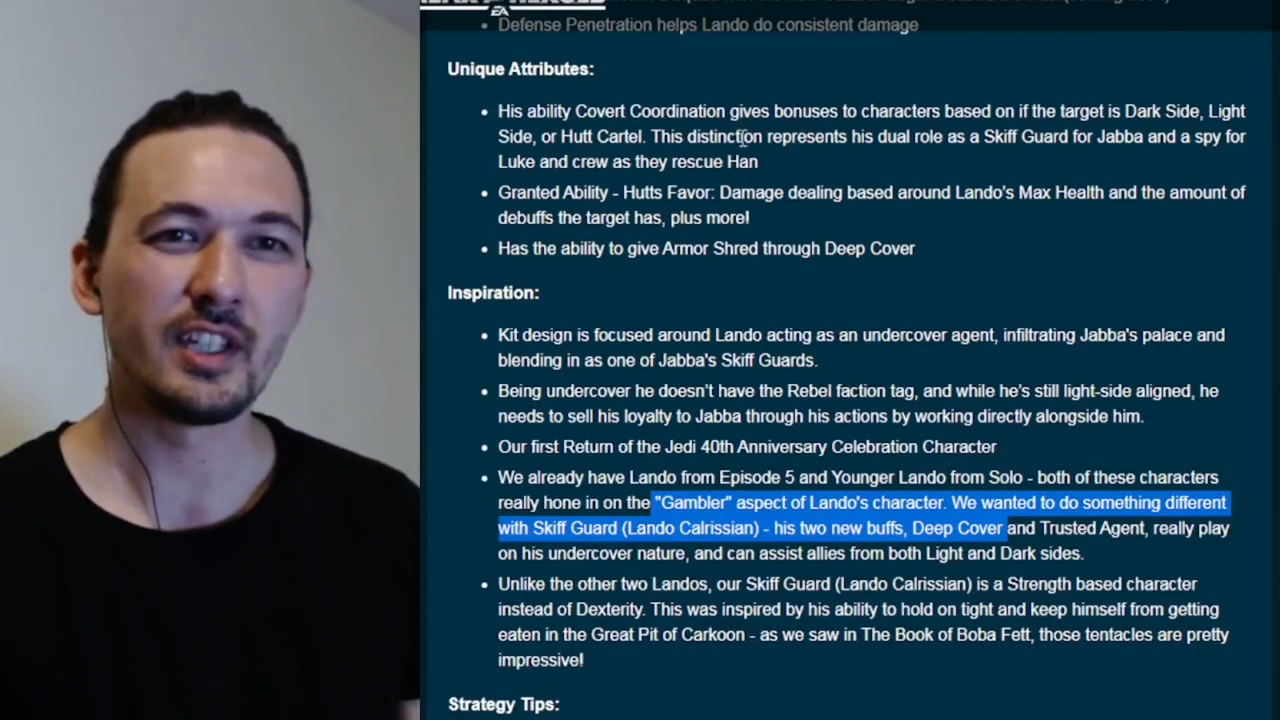 EA
Defense Penetration helps Lando do consistent damage
Unique Attributes:
His ability Covert Coordination gives bonuses to characters based on if the target is Dark Side, Light
Side, or Hutt Cartel. This distinction represents his dual role as a Skiff Guard for Jabba and a spy for
Luke and crew as they rescue Han
Granted Ability - Hutts Favor: Damage dealing based around Lando's Max Health and the amount of
debuffs the target has, plus more!
Has the ability to give Armor Shred through Deep Cover
Inspiration:
Kit design is focused around Lando acting as an undercover agent, infiltrating Jabba's palace and
blending in as one of Jabba's Skiff Guards.
Being undercover he doesn't have the Rebel faction tag, and while he's still light-side aligned, he
needs to sell his loyalty to Jabba through his actions by working directly alongside him.
Our first Return of the Jedi 40th Anniversary Celebration Character
We already have Lando from Episode 5 and Younger Lando from Solo - both of these characters
really hone in on the "Gambler" aspect of Lando's character. We wanted to do something different
with Skiff Guard (Lando Calrissian) - his two new buffs, Deep Cover and Trusted Agent, really play
on his undercover nature, and can assist allies from both Light and Dark sides.
Unlike the other two Landos, our Skiff Guard (Lando Calrissian) is a Strength based character
instead of Dexterity. This was inspired by his ability to hold on tight and keep himself from getting
eaten in the Great Pit of Carkoon - as we saw in The Book of Boba Fett, those tentacles are pretty
impressive!
Strategy Tips: